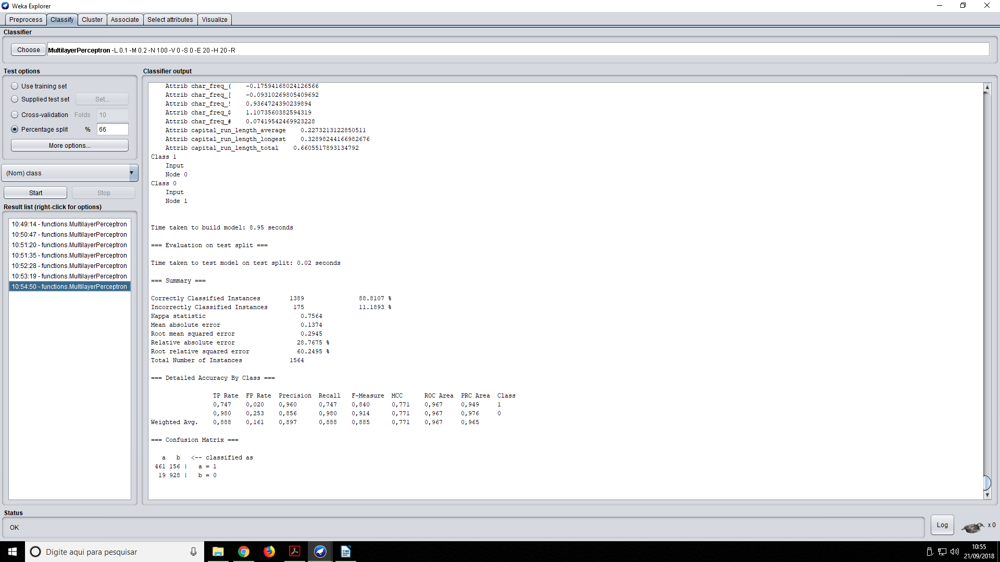 Weka Explorer
Preprocess Classify Cluster Associate Select attributes Visualize
Classifier
Choose MultilayerPerceptron -L 0.1 -M 0.2 -N 100 -V 0 -S 0 -E 20 -H 20 -R
Test options
Use training set
Supplied test set Set...
Cross-validation Folds 10
Percentage split % 66
More options...
(Nom) class
Start Stop
Result list (right-click for options)
10:49:14 - functions.MultilayerPerceptron
10:50:47 - functions.MultilayerPerceptron
10:51:20 - functions.MultilayerPerceptron
10:51:35 - functions.MultilayerPerceptron
10:52:28 - functions.MultilayerPerceptron
10:53:19 - functions.MultilayerPerceptron
10:54:50 - functions.MultilayerPerceptron
Classifier output
Attrib char_freq_( -0.17594168024126566
Attrib char_freq_[ -0.09310269805409692
Attrib char_freq_! 0.9364724390239894
Attrib char_freq_$ 1.1073560382594319
Attrib char_freq_# 0.07419542469923228
Attrib capital_run_length_average 0.2273213122850511
Attrib capital_run_length_longest 0.32898244166982676
Attrib capital_run_length_total 0.6605517893134792
Class 1
Input
Node 0
Class 0
Input
Node 1
Time taken to build model: 8.95 seconds
=== Evaluation on test split ===
Time taken to test model on test split: 0.02 seconds
=== Summary ===
Correctly Classified Instances 1389 88.8107 %
Incorrectly Classified Instances 175 11.1893 %
Kappa statistic 0.7564
Mean absolute error 0.1374
Root mean squared error 0.2945
Relative absolute error 28.7675 %
Root relative squared error 60.2495 %
Total Number of Instances 1564
=== Detailed Accuracy By Class ===
TP Rate FP Rate Precision Recall F-Measure MCC ROC Area PRC Area Class
0,747 0,020 0,960 0,747 0,840 0,771 0,967 0,949 1
0,980 0,253 0,856 0,980 0,914 0,771 0,967 0,976 0
Weighted Avg. 0,888 0,161 0,897 0,888 0,885 0,771 0,967 0,965
=== Confusion Matrix ===
a b <-- classified as
461 156 | a = 1
19 928 | b = 0
Status
OK
Log x 0
Digite aqui para pesquisar
10:55
21/09/2018